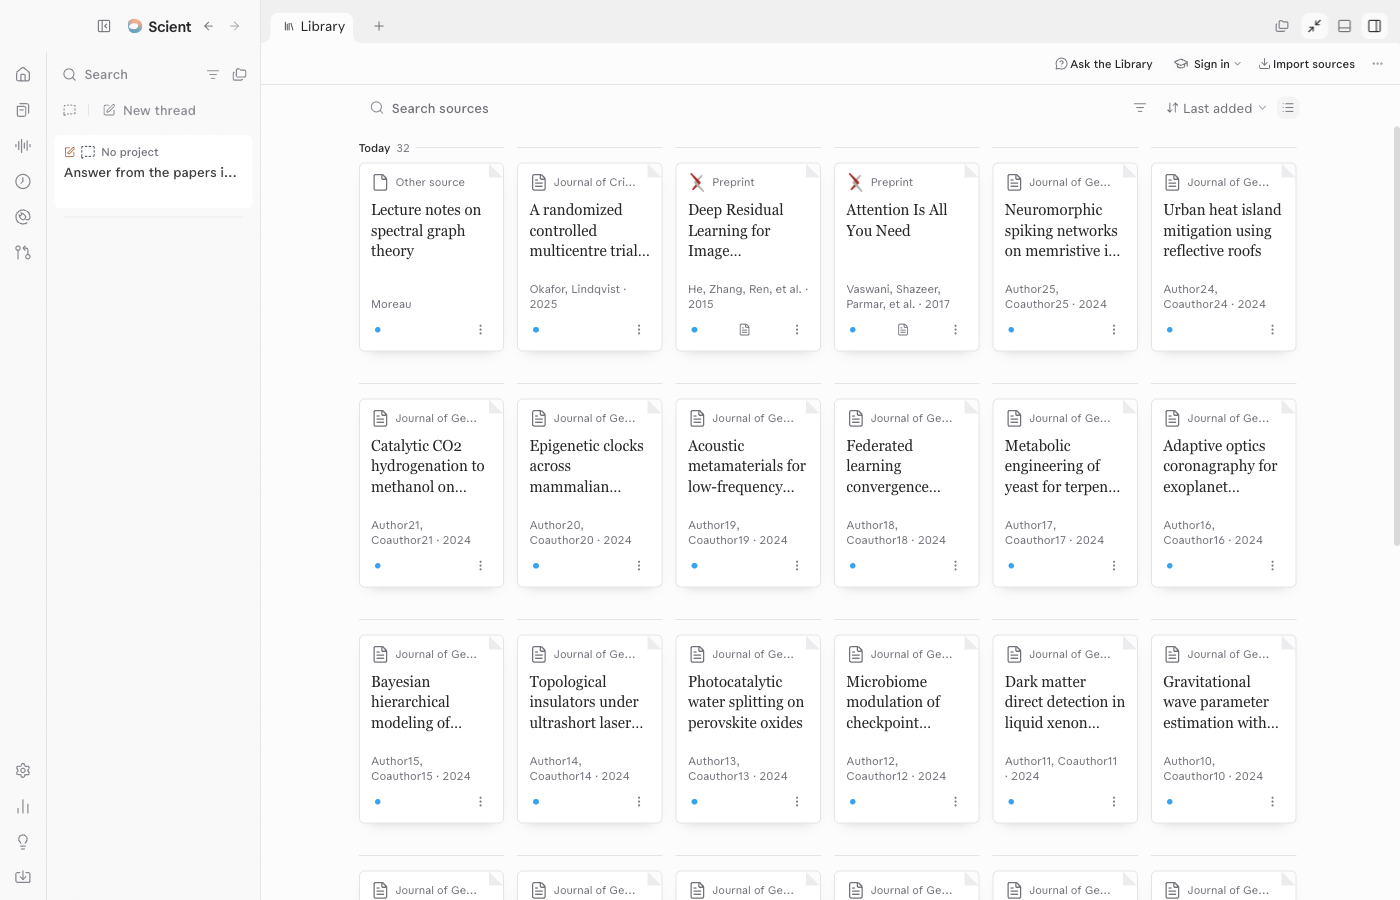 Scient
Library
Search
New thread
No project
Answer from the papers i...
Ask the Library
Sign in
Import sources
Search sources
Last added
Today 32
Other source
Lecture notes on
spectral graph
theory
Moreau
Journal of Cri...
A randomized
controlled
multicentre trial...
Okafor, Lindqvist ·
2025
Preprint
Deep Residual
Learning for
Image...
He, Zhang, Ren, et al. ·
2015
Preprint
Attention Is All
You Need
Vaswani, Shazeer,
Parmar, et al. · 2017
Journal of Ge...
Neuromorphic
spiking networks
on memristive i...
Author25,
Coauthor25 · 2024
Journal of Ge...
Urban heat island
mitigation using
reflective roofs
Author24,
Coauthor24 · 2024
Journal of Ge...
Catalytic CO2
hydrogenation to
methanol on...
Author21,
Coauthor21 · 2024
Journal of Ge...
Epigenetic clocks
across
mammalian...
Author20,
Coauthor20 · 2024
Journal of Ge...
Acoustic
metamaterials for
low-frequency...
Author19,
Coauthor19 · 2024
Journal of Ge...
Federated
learning
convergence...
Author18,
Coauthor18 · 2024
Journal of Ge...
Metabolic
engineering of
yeast for terpen...
Author17,
Coauthor17 · 2024
Journal of Ge...
Adaptive optics
coronagraphy for
exoplanet...
Author16,
Coauthor16 · 2024
Journal of Ge...
Bayesian
hierarchical
modeling of...
Author15,
Coauthor15 · 2024
Journal of Ge...
Topological
insulators under
ultrashort laser...
Author14,
Coauthor14 · 2024
Journal of Ge...
Photocatalytic
water splitting on
perovskite oxides
Author13,
Coauthor13 · 2024
Journal of Ge...
Microbiome
modulation of
checkpoint...
Author12,
Coauthor12 · 2024
Journal of Ge...
Dark matter
direct detection in
liquid xenon...
Author11, Coauthor11
· 2024
Journal of Ge...
Gravitational
wave parameter
estimation with...
Author10,
Coauthor10 · 2024
Journal of Ge...
Journal of Ge...
Journal of Ge...
Journal of Ge...
Journal of Ge...
Journal of Ge...